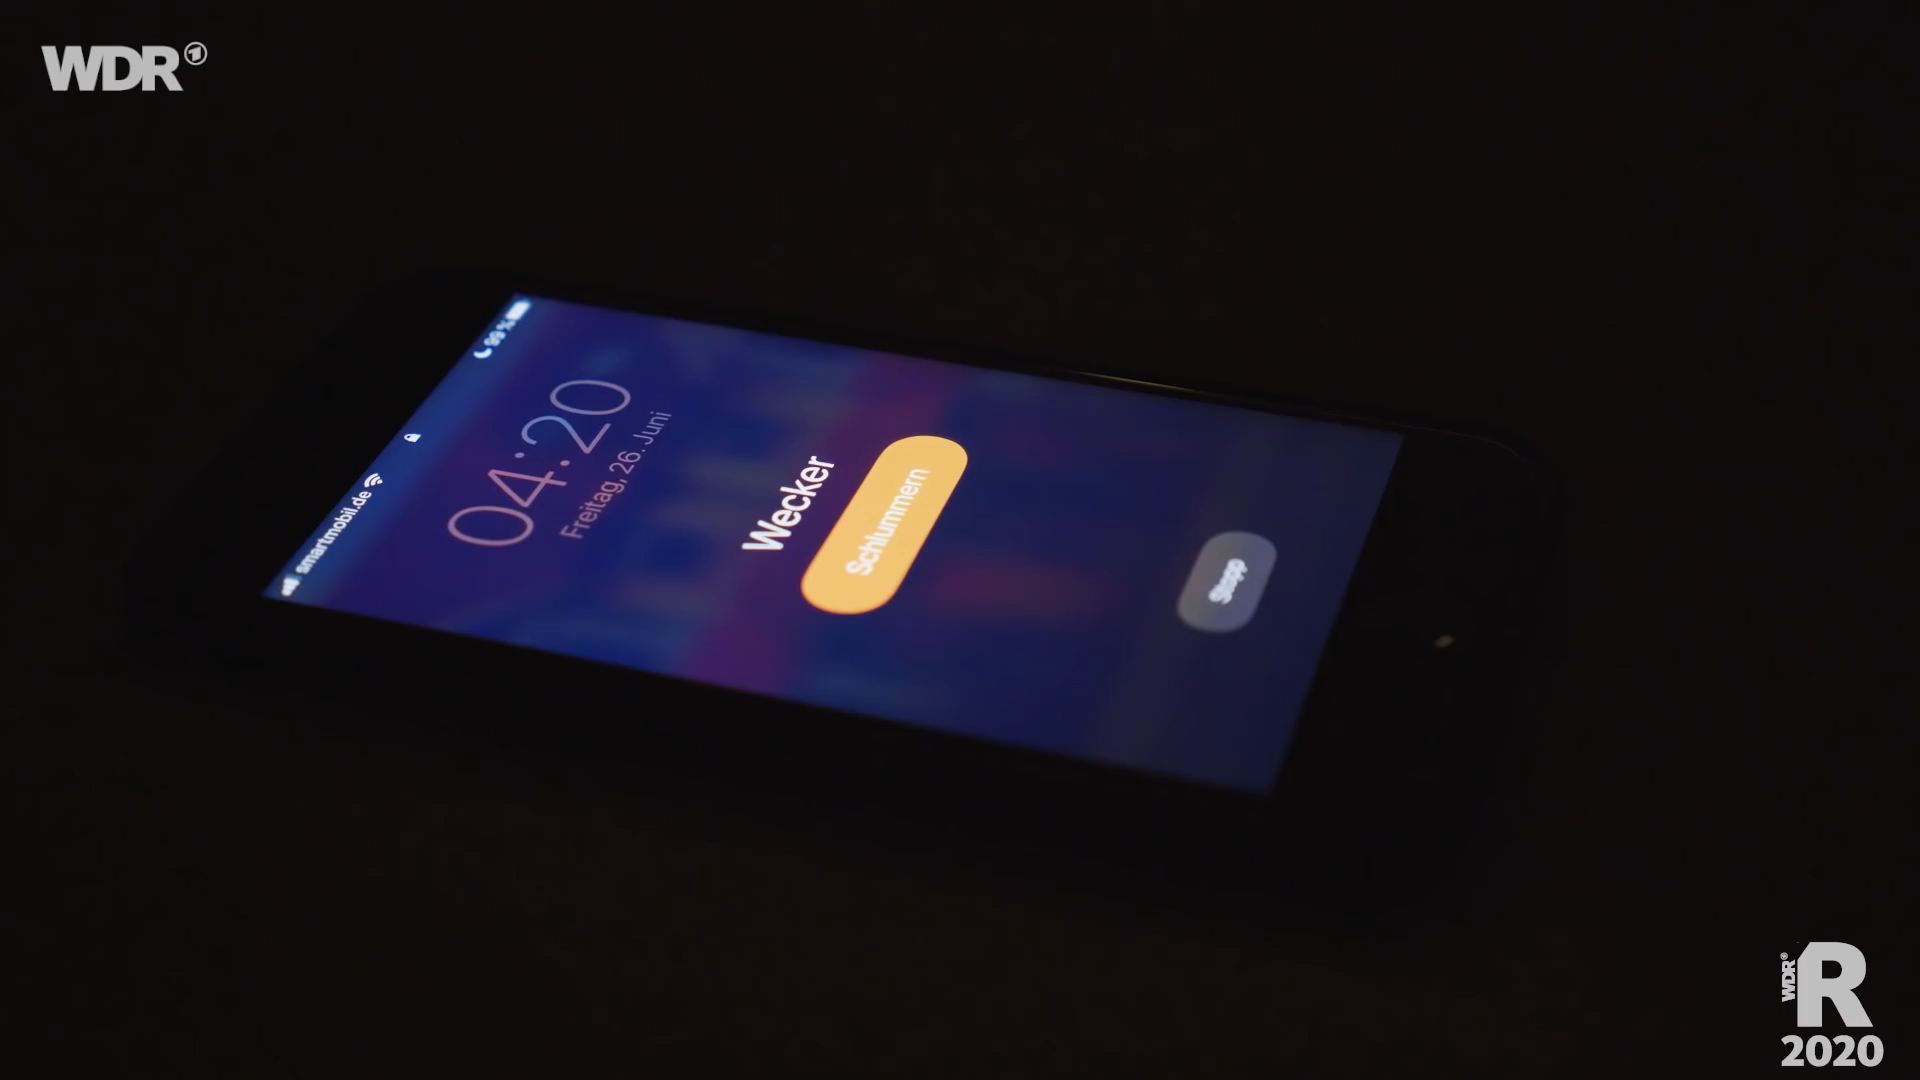 WDR
smartmobil.de
99 %
04:20
Freitag, 26. Juni
Wecker
Schlummern
Stopp
WDR
R
2020